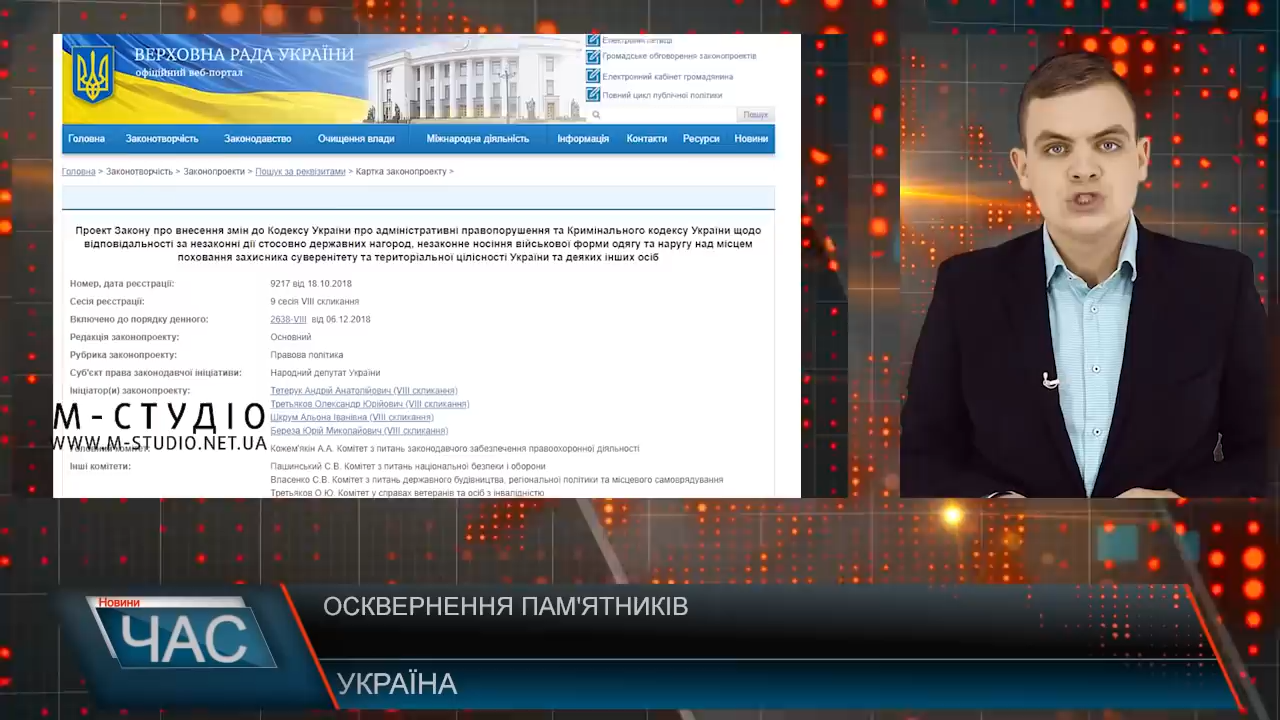 ВЕРХОВНА РАДА УКРАЇНИ
офіційний веб-портал
Електронні петиції
Громадське обговорення законопроектів
Електронний кабінет громадянина
Повний цикл публічної політики
Пошук
Головна Законотворчість Законодавство Очищення влади Міжнародна діяльність Інформація Контакти Ресурси Новини
Головна > Законотворчість > Законопроекти > Пошук за реквізитами > Картка законопроекту >
Проект Закону про внесення змін до Кодексу України про адміністративні правопорушення та Кримінального кодексу України щодо
відповідальності за незаконні дії стосовно державних нагород, незаконне носіння військової форми одягу та наругу над місцем
поховання захисника суверенітету та територіальної цілісності України та деяких інших осіб
Номер, дата реєстрації: 9217 від 18.10.2018
Сесія реєстрації: 9 сесія VIII скликання
Включено до порядку денного: 2638-VIII від 06.12.2018
Редакція законопроекту: Основний
Рубрика законопроекту: Правова політика
Суб'єкт права законодавчої ініціативи: Народний депутат України
Ініціатор(и) законопроекту: Тетерук Андрій Анатолійович (VIII скликання)
Третьяков Олександр Юрійович (VIII скликання)
Шкрум Альона Іванівна (VIII скликання)
Береза Юрій Миколайович (VIII скликання)
М-СТУДІО
WWW.M-STUDIO.NET.UA
Головний комітет: Кожем'якін А.А. Комітет з питань законодавчого забезпечення правоохоронної діяльності
Інші комітети: Пашинський С.В. Комітет з питань національної безпеки і оборони
Власенко С.В. Комітет з питань державного будівництва, регіональної політики та місцевого самоврядування
Третьяков О.Ю. Комітет у справах ветеранів та осіб з інвалідністю
Новини
ЧАС
ОСКВЕРНЕННЯ ПАМ'ЯТНИКІВ
УКРАЇНА